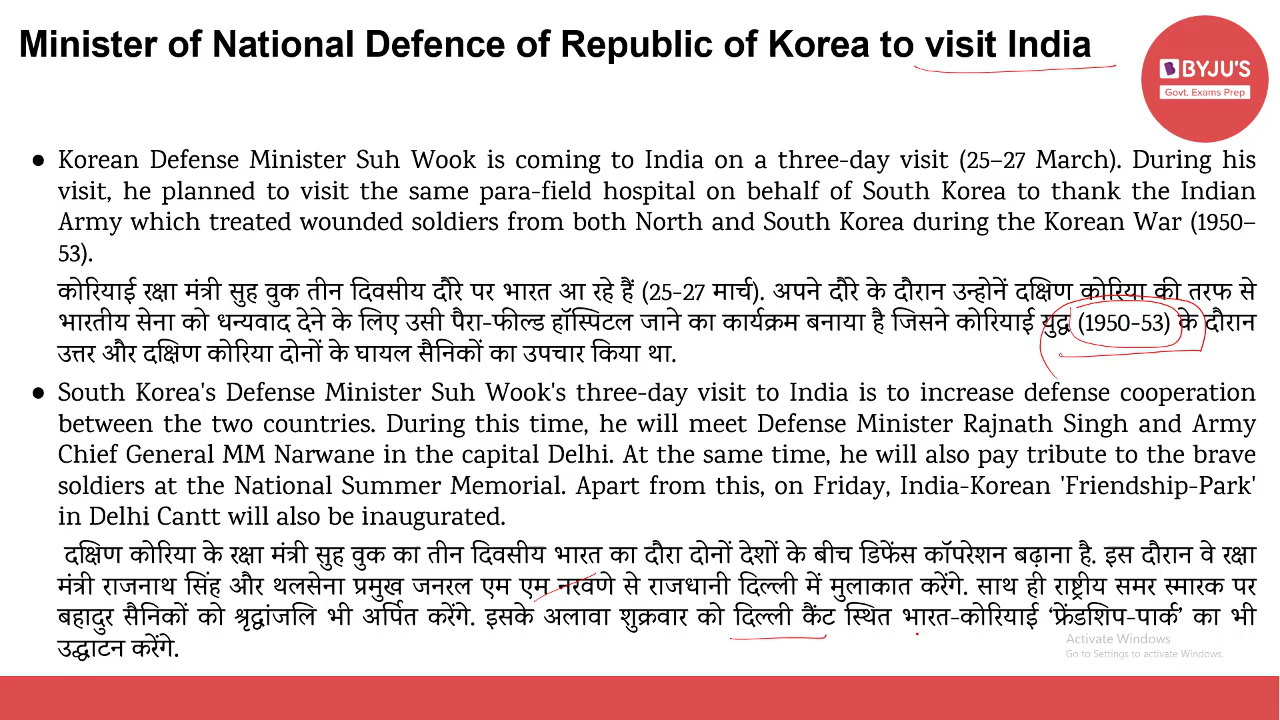 Minister of National Defence of Republic of Korea to visit India
BYJU'S
Govt. Exams Prep
● Korean Defense Minister Suh Wook is coming to India on a three-day visit (25–27 March). During his
visit, he planned to visit the same para-field hospital on behalf of South Korea to thank the Indian
Army which treated wounded soldiers from both North and South Korea during the Korean War (1950–
53).
कोरियाई रक्षा मंत्री सुह वुक तीन दिवसीय दौरे पर भारत आ रहे हैं (25-27 मार्च). अपने दौरे के दौरान उन्होनें दक्षिण कोरिया की तरफ से
भारतीय सेना को धन्यवाद देने के लिए उसी पैरा-फील्ड हॉस्पिटल जाने का कार्यक्रम बनाया है जिसने कोरियाई युद्ध (1950-53) के दौरान
उत्तर और दक्षिण कोरिया दोनों के घायल सैनिकों का उपचार किया था.
● South Korea's Defense Minister Suh Wook's three-day visit to India is to increase defense cooperation
between the two countries. During this time, he will meet Defense Minister Rajnath Singh and Army
Chief General MM Narwane in the capital Delhi. At the same time, he will also pay tribute to the brave
soldiers at the National Summer Memorial. Apart from this, on Friday, India-Korean 'Friendship-Park'
in Delhi Cantt will also be inaugurated.
दक्षिण कोरिया के रक्षा मंत्री सुह वुक का तीन दिवसीय भारत का दौरा दोनों देशों के बीच डिफेंस कॉपरेशन बढ़ाना है. इस दौरान वे रक्षा
मंत्री राजनाथ सिंह और थलसेना प्रमुख जनरल एम एम नरवणे से राजधानी दिल्ली में मुलाकात करेंगे. साथ ही राष्ट्रीय समर स्मारक पर
बहादुर सैनिकों को श्रृद्वांजलि भी अर्पित करेंगे. इसके अलावा शुक्रवार को दिल्ली कैंट स्थित भारत-कोरियाई ‘फ्रेंडशिप-पार्क’ का भी
उद्घाटन करेंगे.
Activate Windows
Go to Settings to activate Windows.